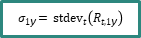 σ1y = stdevt(Rt,1y)